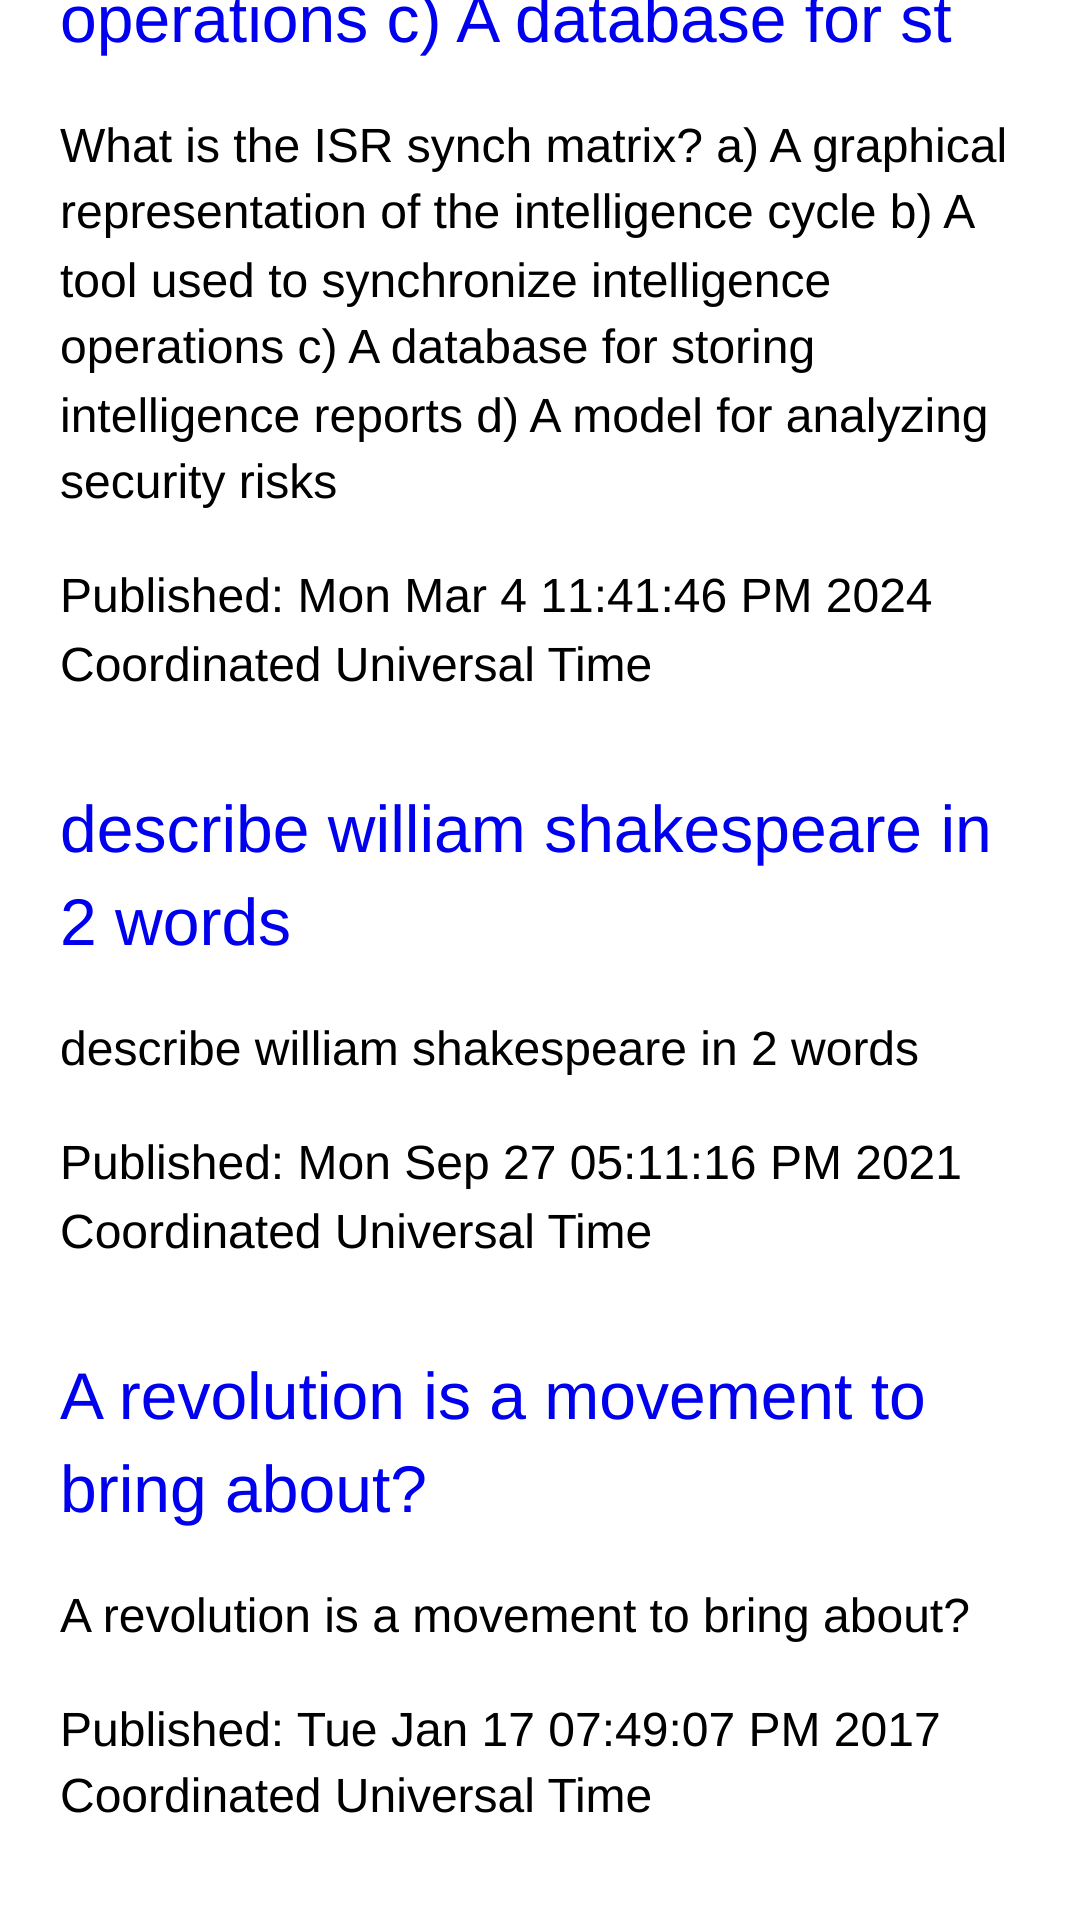 operations c) A database for st
What is the ISR synch matrix? a) A graphical
representation of the intelligence cycle b) A
tool used to synchronize intelligence
operations c) A database for storing
intelligence reports d) A model for analyzing
security risks
Published: Mon Mar 4 11:41:46 PM 2024
Coordinated Universal Time
describe william shakespeare in
2 words
describe william shakespeare in 2 words
Published: Mon Sep 27 05:11:16 PM 2021
Coordinated Universal Time
A revolution is a movement to
bring about?
A revolution is a movement to bring about?
Published: Tue Jan 17 07:49:07 PM 2017
Coordinated Universal Time